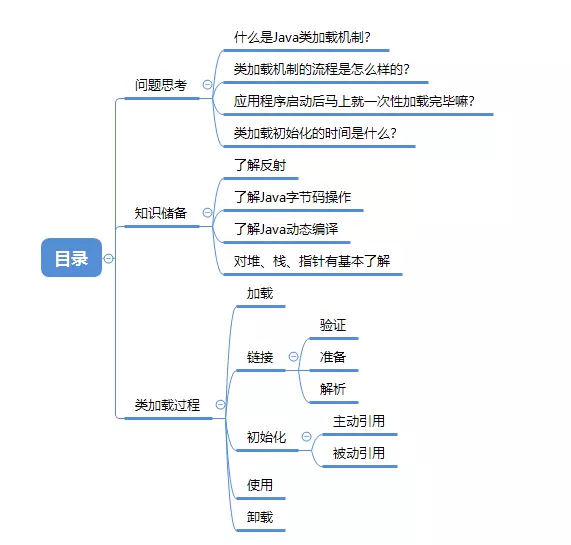 目录
问题思考
什么是Java类加载机制?
类加载机制的流程是怎么样的?
应用程序启动后马上就一次性加载完毕嘛?
类加载初始化的时间是什么?
知识储备
了解反射
了解Java字节码操作
了解Java动态编译
对堆、栈、指针有基本了解
类加载过程
加载
链接
验证
准备
解析
初始化
主动引用
被动引用
使用
卸载